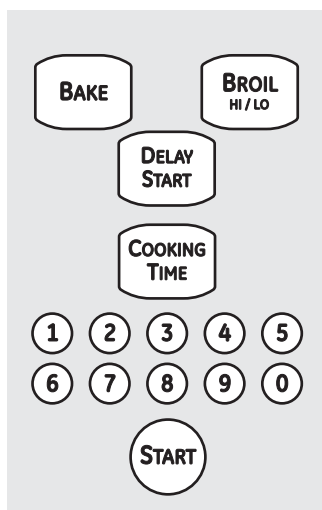 BAKE
BROIL
HI / LO
DELAY
START
COOKING
TIME
1 2 3 4 5
6 7 8 9 0
START